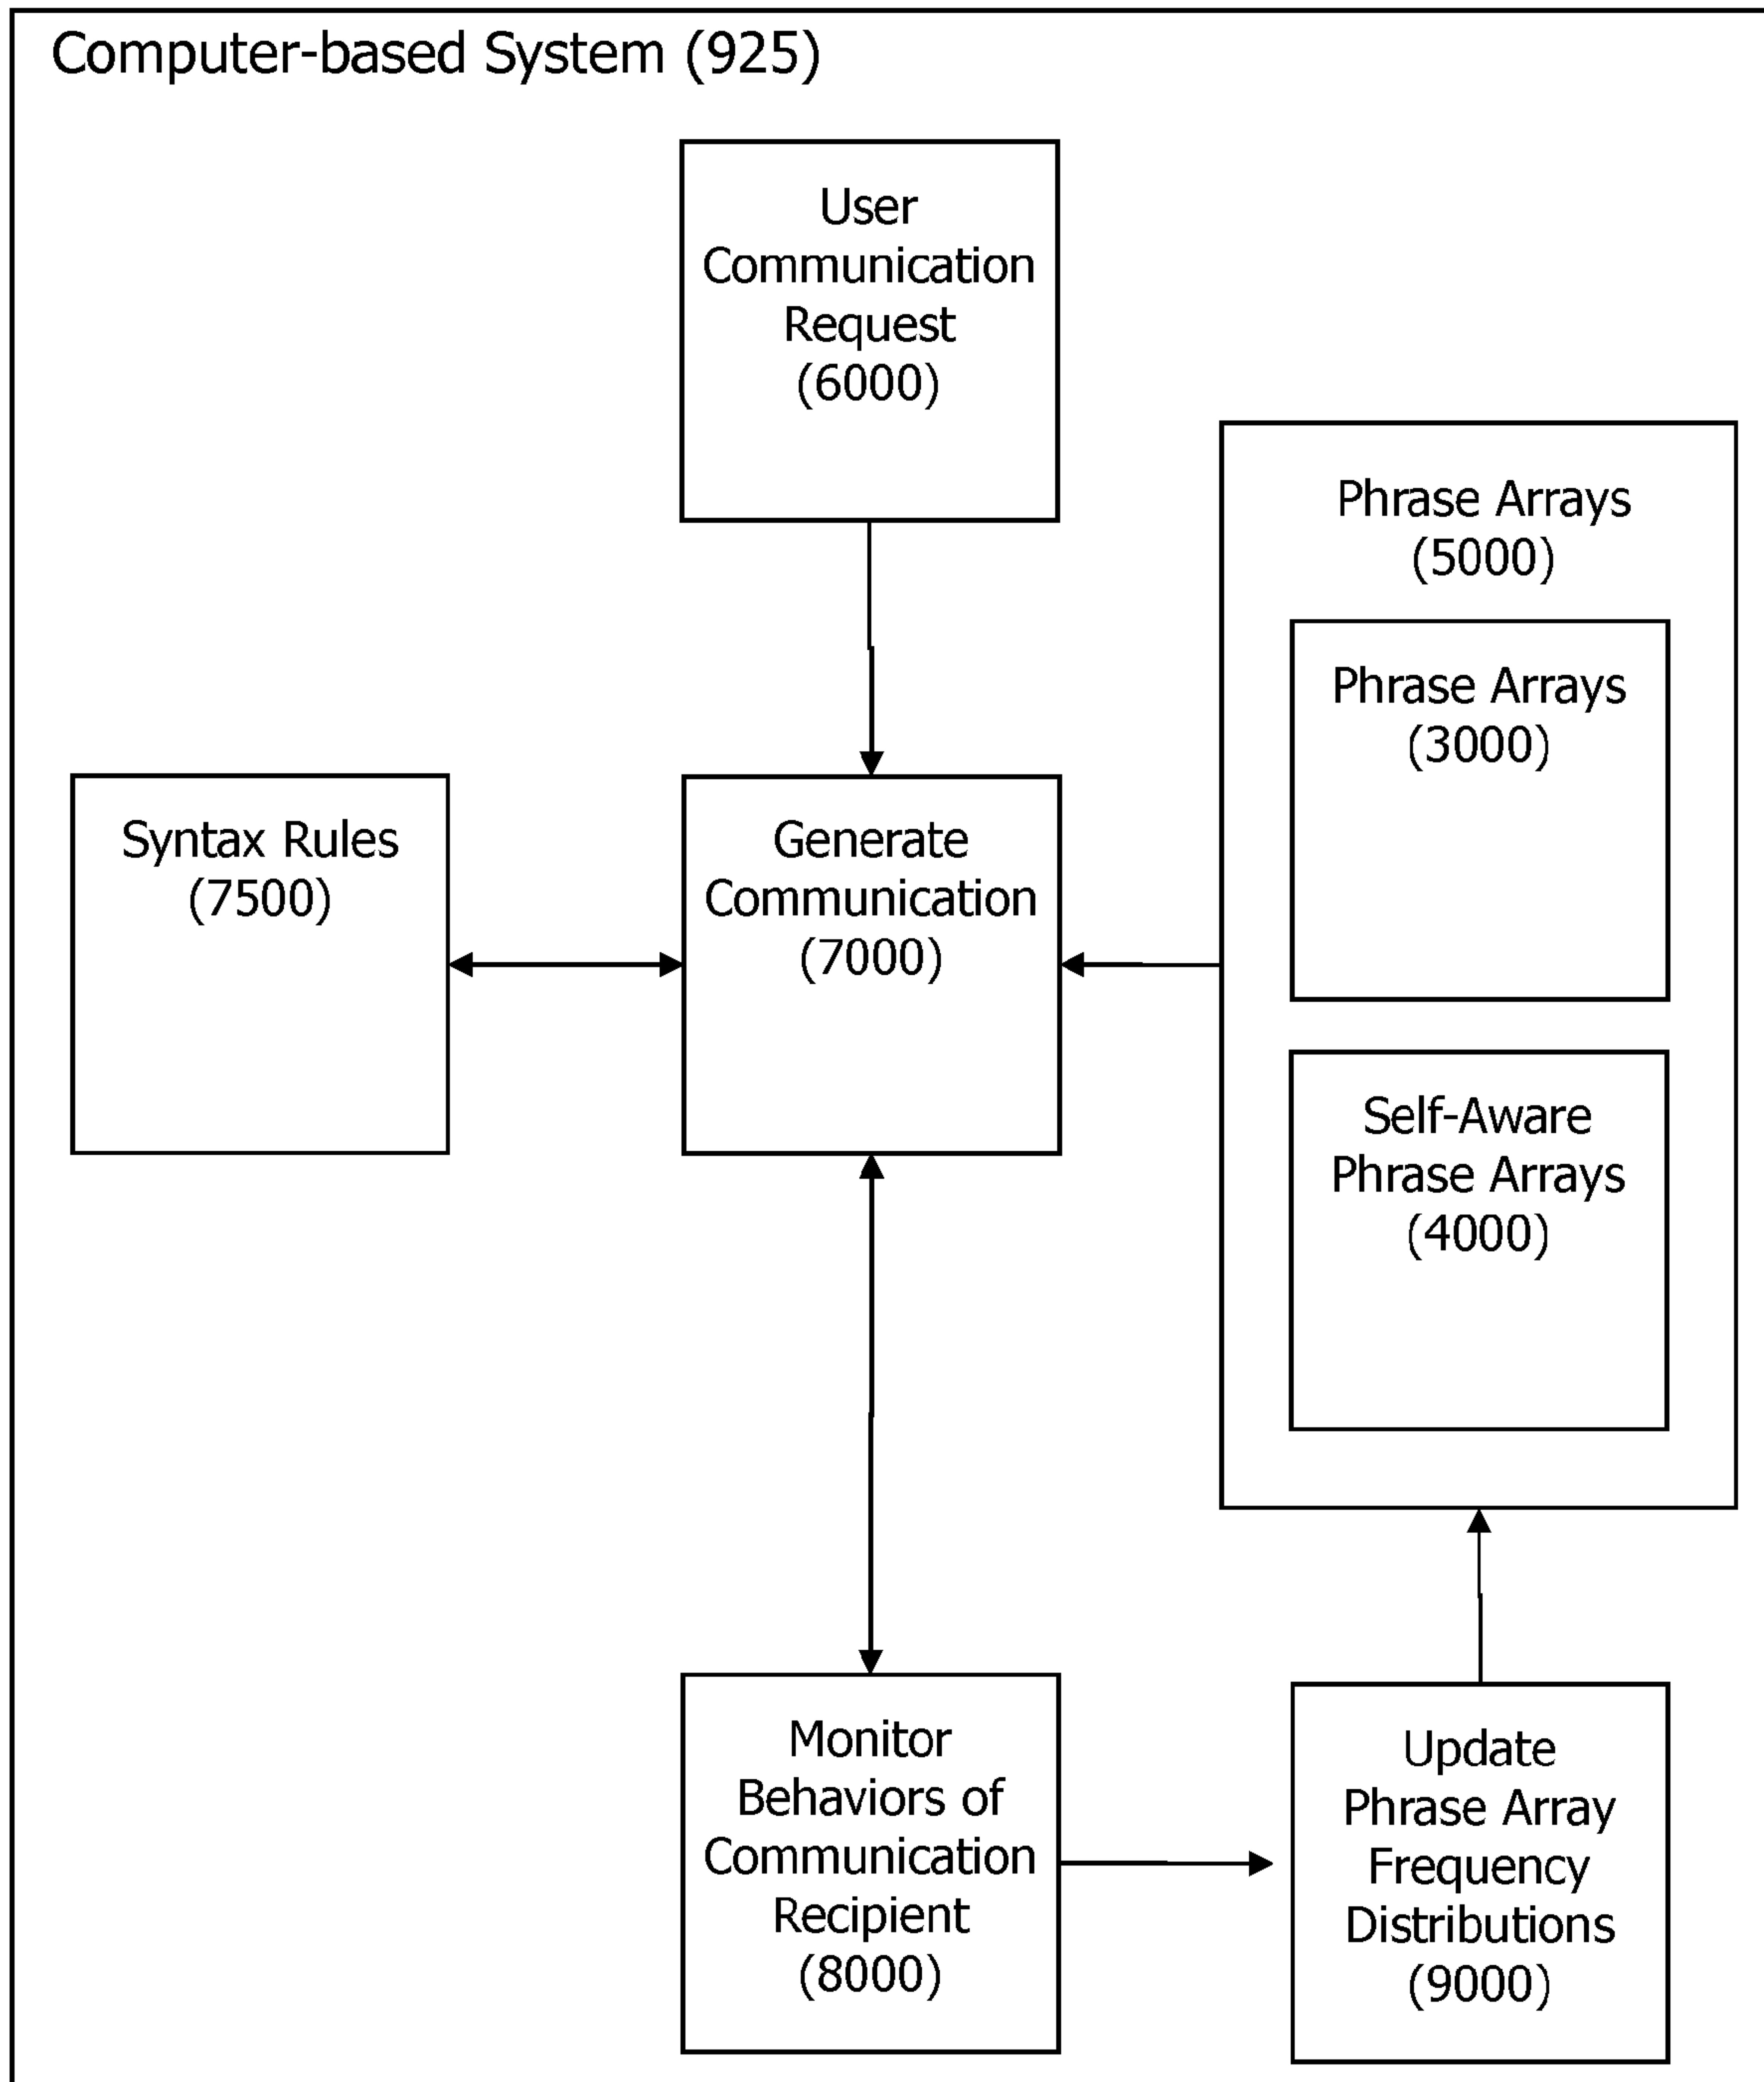 Computer-based System (925)
User
Communication
Request
(6000)
Phrase Arrays
(5000)
Phrase Arrays
(3000)
Syntax Rules
(7500)
Generate
Communication
(7000)
Self-Aware
Phrase Arrays
(4000)
Monitor
Behaviors of
Communication
Recipient
(8000)
Update
Phrase Array
Frequency
Distributions
(9000)